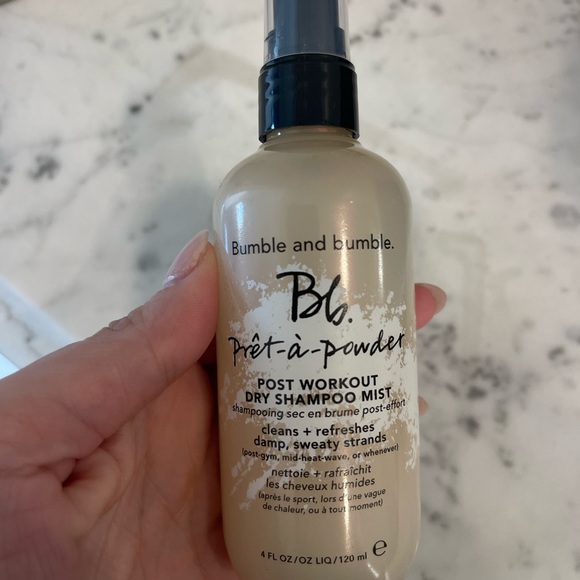 Bumble and bumble.
Bb.
Prêt-à-powder
POST WORKOUT
DRY SHAMPOO MIST
shampooing sec en brume post-effort
cleans + refreshes
damp, sweaty strands
(post-gym, mid-heat-wave, or whenever)
nettoie + rafraîchit
les cheveux humides
(après le sport, lors d'une vague
de chaleur, ou à tout moment)
4 FL OZ/OZ LIQ/120 ml ℮